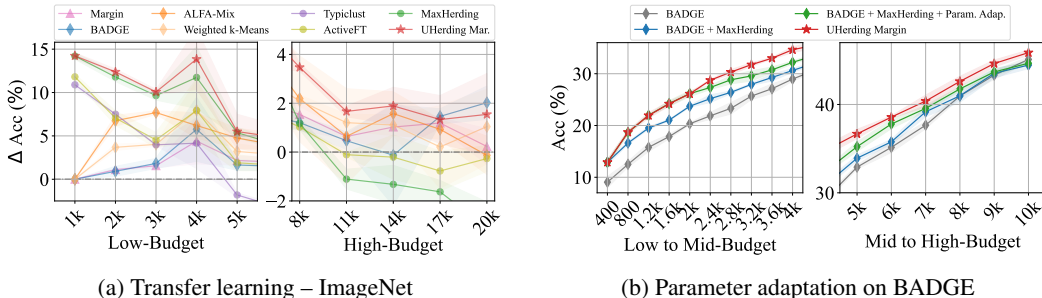 Margin
BADGE
ALFA-Mix
Weighted k-Means
Typiclust
ActiveFT
MaxHerding
UHerding Mar.
Δ Acc (%)
15
10
5
0
1k
2k
3k
4k
5k
Low-Budget
4
2
0
−2
8k
11k
14k
17k
20k
High-Budget
(a) Transfer learning – ImageNet
BADGE
BADGE + MaxHerding
BADGE + MaxHerding + Param. Adap.
UHerding Margin
Acc (%)
30
20
10
400
800
1.2k
1.6k
2k
2.4k
2.8k
3.2k
3.6k
4k
Low to Mid-Budget
40
30
5k
6k
7k
8k
9k
10k
Mid to High-Budget
(b) Parameter adaptation on BADGE